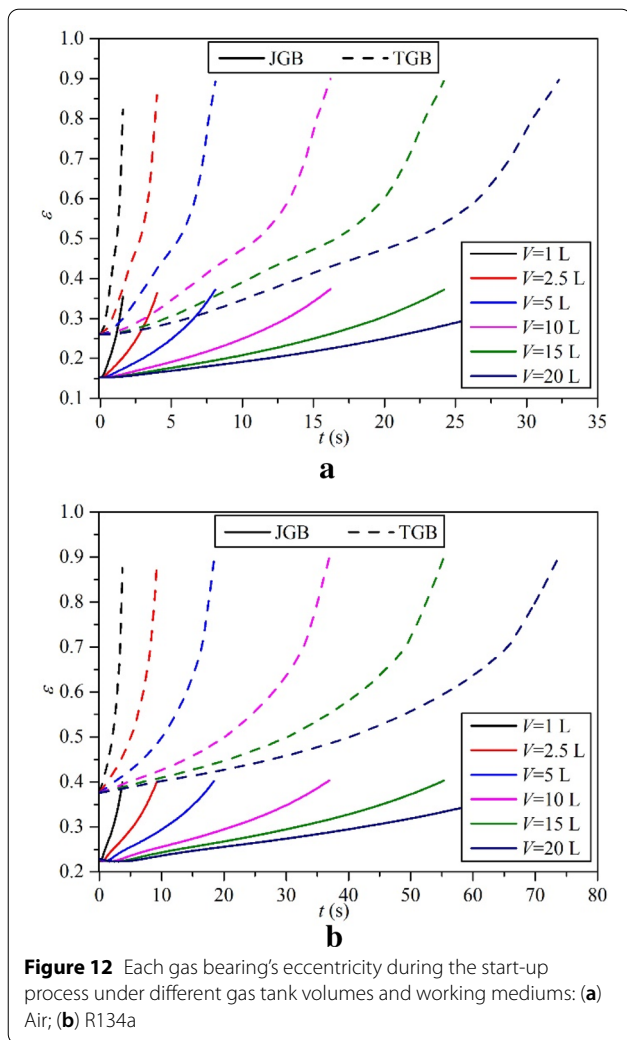 1.0
0.9
0.8
0.7
0.6
0.5
0.4
0.3
0.2
0.1
ε
JGB TGB
V=1 L
V=2.5 L
V=5 L
V=10 L
V=15 L
V=20 L
0 5 10 15 20 25 30 35
t (s)
a
1.0
0.9
0.8
0.7
0.6
0.5
0.4
0.3
0.2
ε
JGB TGB
V=1 L
V=2.5 L
V=5 L
V=10 L
V=15 L
V=20 L
0 10 20 30 40 50 60 70 80
t (s)
b
Figure 12 Each gas bearing's eccentricity during the start-up
process under different gas tank volumes and working mediums: (a)
Air; (b) R134a